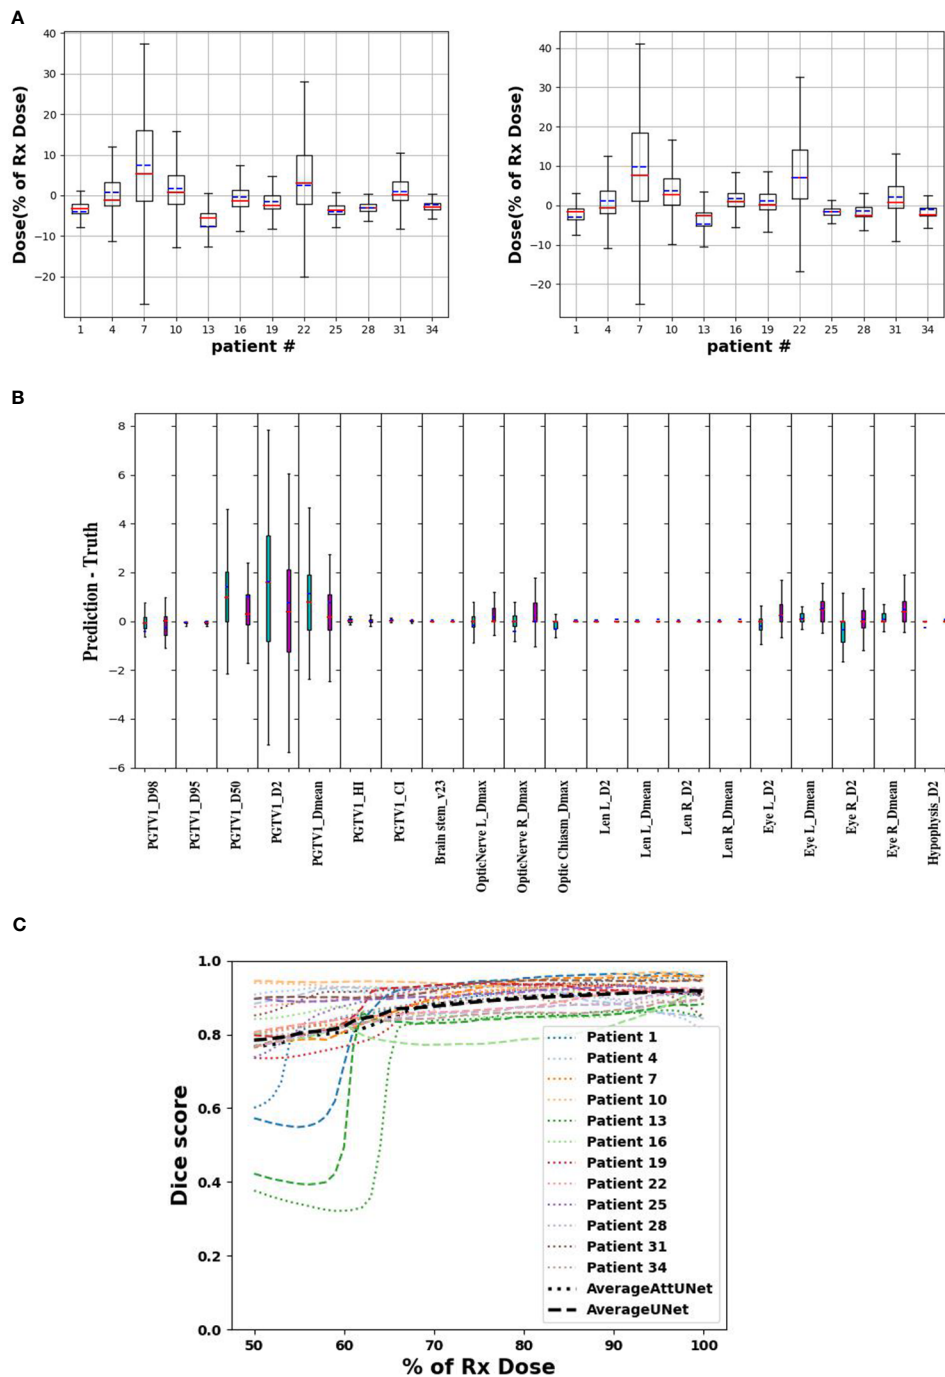 A
40
30
20
10
0
−10
−20
Dose(% of Rx Dose)
1 4 7 10 13 16 19 22 25 28 31 34
patient #
40
30
20
10
0
−10
−20
Dose(% of Rx Dose)
1 4 7 10 13 16 19 22 25 28 31 34
patient #
B
8
6
4
2
0
−2
−4
−6
Prediction - Truth
PGTV1_D98
PGTV1_D95
PGTV1_D50
PGTV1_D2
PGTV1_Dmean
PGTV1_HI
PGTV1_CI
Brain stem_v23
OpticNerve L_Dmax
OpticNerve R_Dmax
Optic Chiasm_Dmax
Len L_D2
Len L_Dmean
Len R_D2
Len R_Dmean
Eye L_D2
Eye L_Dmean
Eye R_D2
Eye R_Dmean
Hypophysis_D2
C
1.0
0.8
0.6
0.4
0.2
0.0
Dice score
Patient 1
Patient 4
Patient 7
Patient 10
Patient 13
Patient 16
Patient 19
Patient 22
Patient 25
Patient 28
Patient 31
Patient 34
AverageAttUNet
AverageUNet
50 60 70 80 90 100
% of Rx Dose